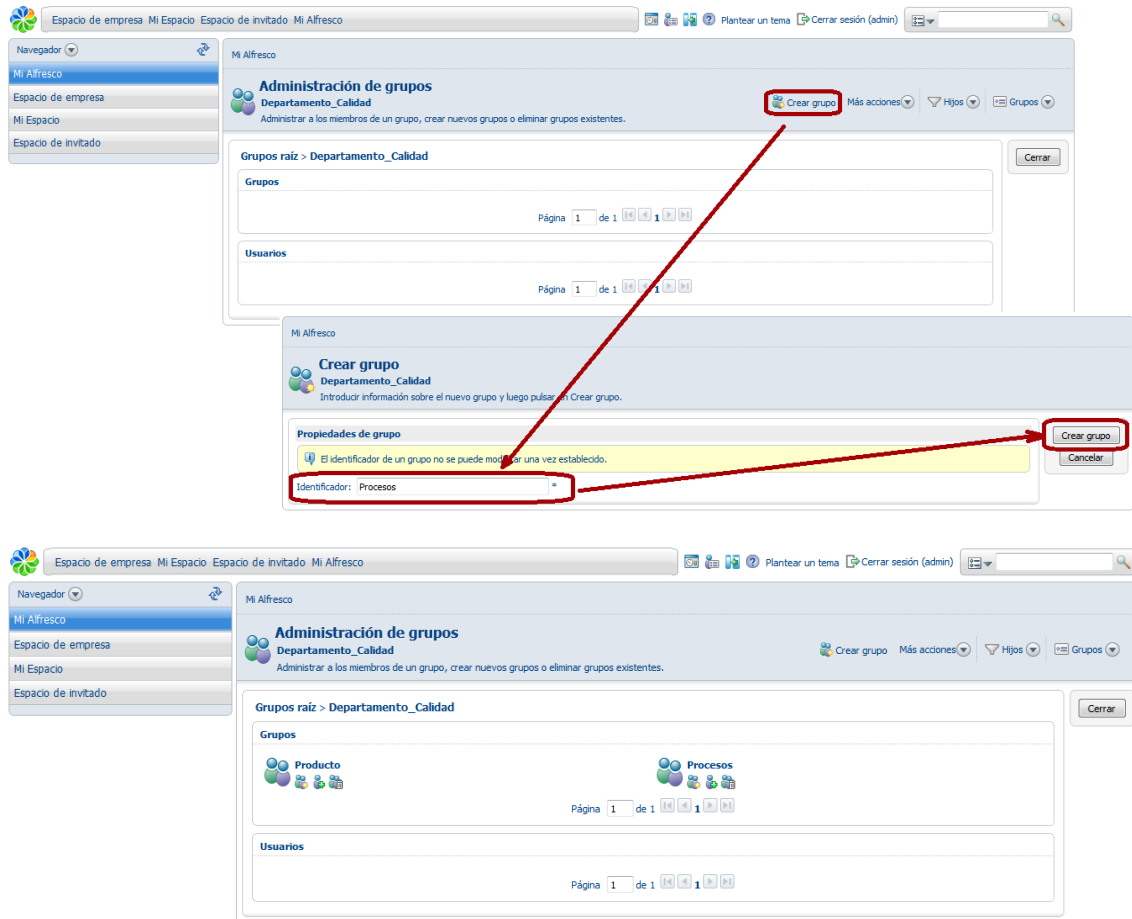 Espacio de empresa Mi Espacio Espacio de invitado Mi Alfresco
Plantear un tema Cerrar sesión (admin)
Navegador
Mi Alfresco
Espacio de empresa
Mi Espacio
Espacio de invitado
Mi Alfresco
Administración de grupos
Departamento_Calidad
Administrar a los miembros de un grupo, crear nuevos grupos o eliminar grupos existentes.
Crear grupo Más acciones Hijos Grupos
Grupos raíz > Departamento_Calidad
Cerrar
Grupos
Página 1 de 1 1
Usuarios
Página 1 de 1 1
Mi Alfresco
Crear grupo
Departamento_Calidad
Introducir información sobre el nuevo grupo y luego pulsar en Crear grupo.
Propiedades de grupo
Crear grupo
El identificador de un grupo no se puede modificar una vez establecido.
Cancelar
Identificador: Procesos *
Espacio de empresa Mi Espacio Espacio de invitado Mi Alfresco
Plantear un tema Cerrar sesión (admin)
Navegador
Mi Alfresco
Espacio de empresa
Mi Espacio
Espacio de invitado
Mi Alfresco
Administración de grupos
Departamento_Calidad
Administrar a los miembros de un grupo, crear nuevos grupos o eliminar grupos existentes.
Crear grupo Más acciones Hijos Grupos
Grupos raíz > Departamento_Calidad
Cerrar
Grupos
Producto Procesos
Página 1 de 1 1
Usuarios
Página 1 de 1 1